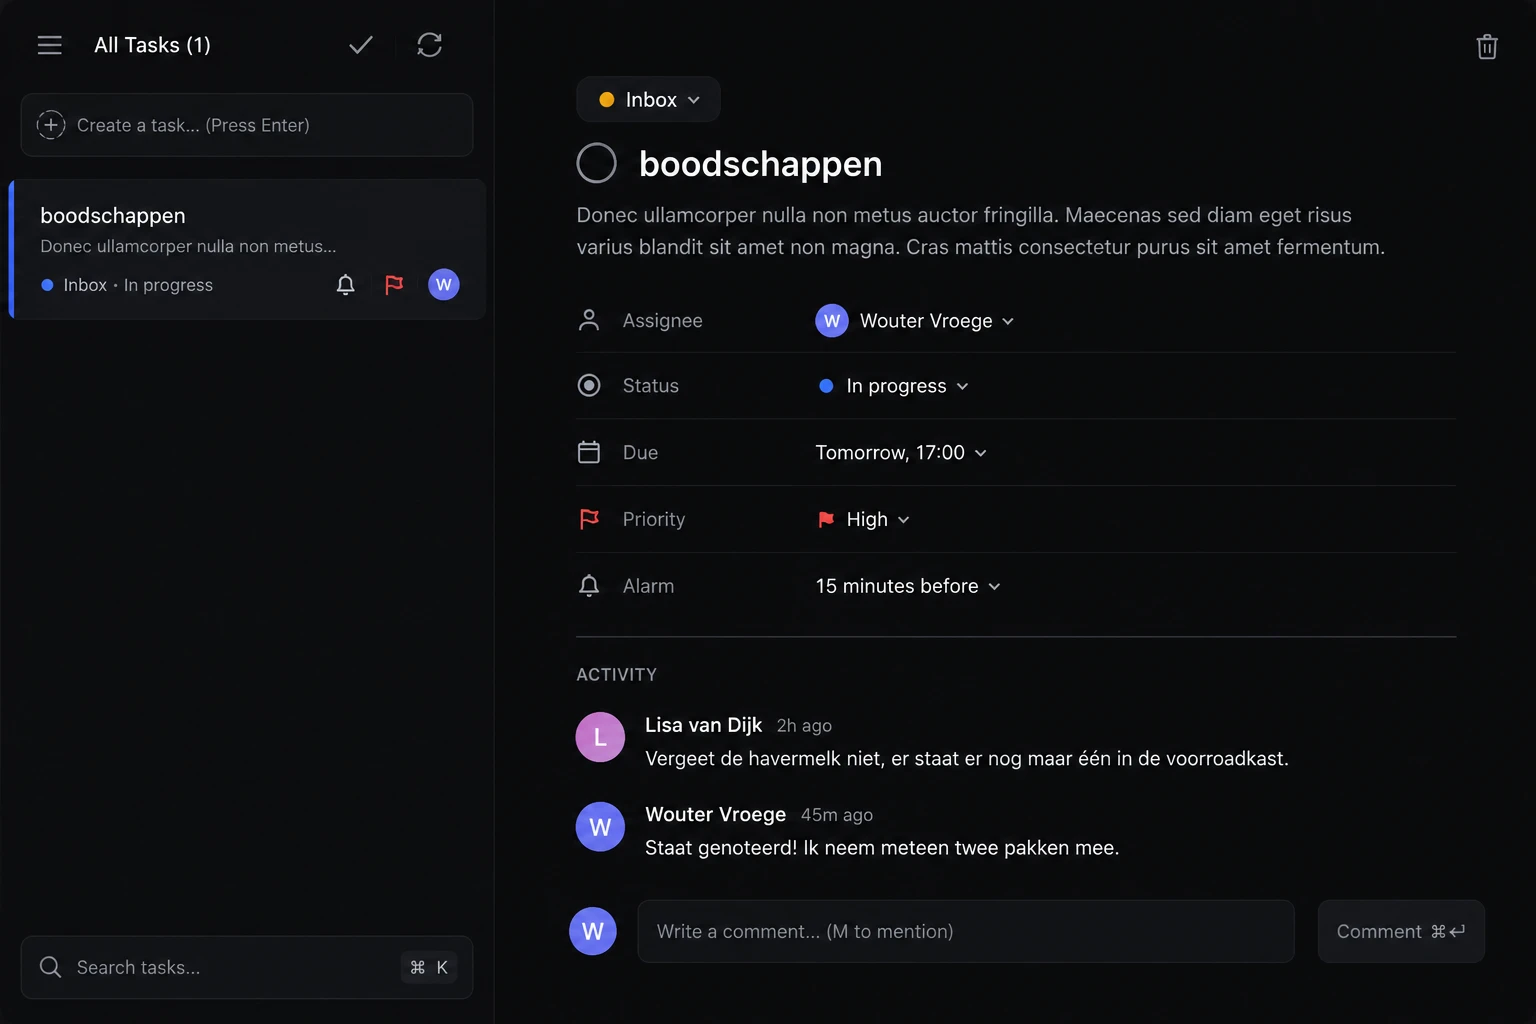 All Tasks (1)
Create a task... (Press Enter)
boodschappen
Donec ullamcorper nulla non metus...
Inbox • In progress
W
Search tasks...
⌘ K
Inbox
boodschappen
Donec ullamcorper nulla non metus auctor fringilla. Maecenas sed diam eget risus
varius blandit sit amet non magna. Cras mattis consectetur purus sit amet fermentum.
Assignee W Wouter Vroege
Status In progress
Due Tomorrow, 17:00
Priority High
Alarm 15 minutes before
ACTIVITY
L
Lisa van Dijk 2h ago
Vergeet de havermelk niet, er staat er nog maar één in de voorroadkast.
W
Wouter Vroege 45m ago
Staat genoteerd! Ik neem meteen twee pakken mee.
W
Write a comment... (M to mention)
Comment ⌘↵